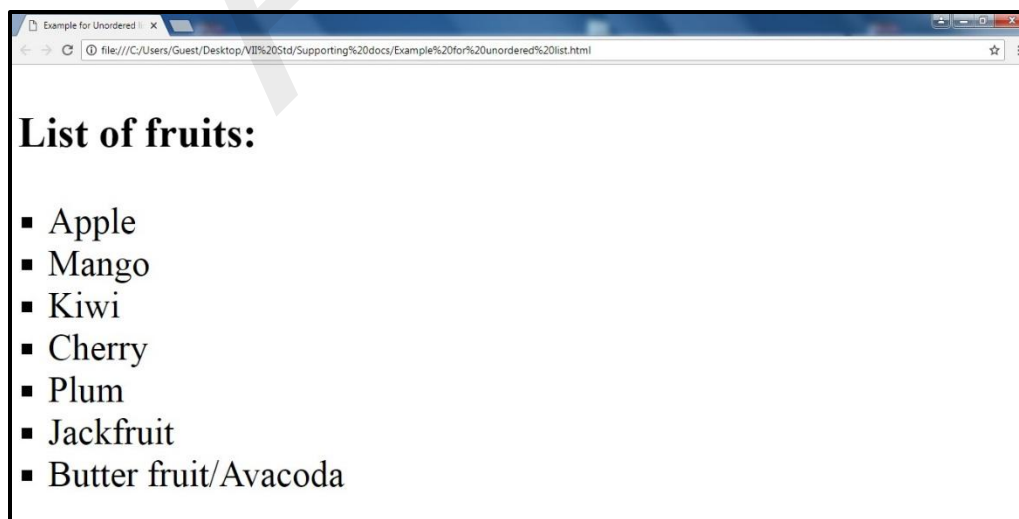 Example for Unordered
file:///C:/Users/Guest/Desktop/VII%20Std/Supporting%20docs/Example%20for%20unordered%20list.html
List of fruits:
Apple
Mango
Kiwi
Cherry
Plum
Jackfruit
Butter fruit/Avacoda